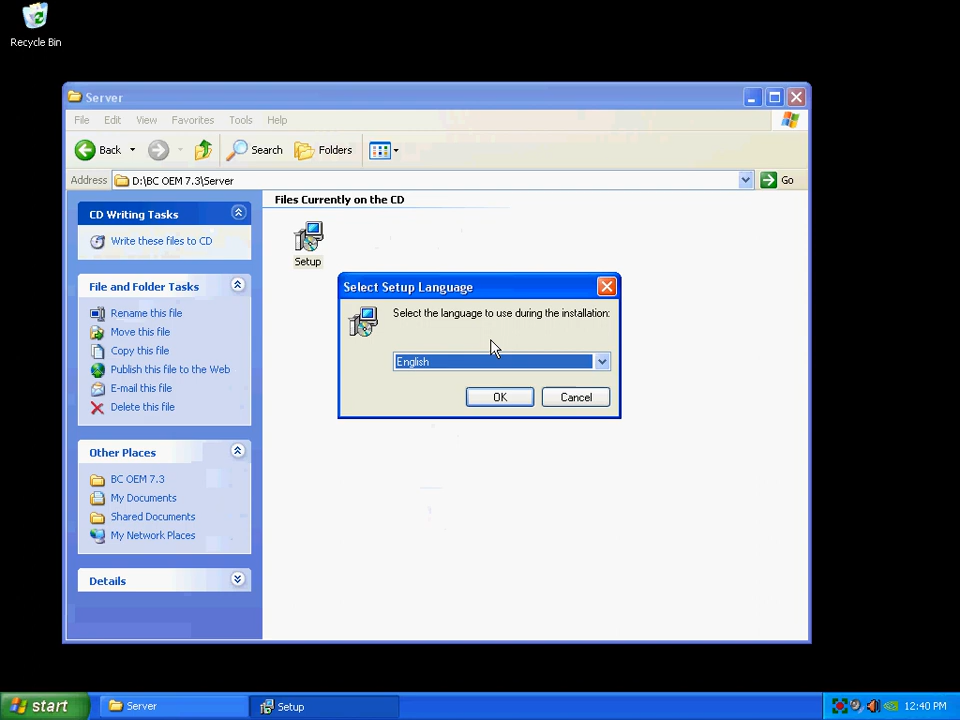 Recycle Bin
Server
File Edit View Favorites Tools Help
Back Search Folders
Address D:\BC OEM 7.3\Server Go
CD Writing Tasks
Write these files to CD
File and Folder Tasks
Rename this file
Move this file
Copy this file
Publish this file to the Web
E-mail this file
Delete this file
Other Places
BC OEM 7.3
My Documents
Shared Documents
My Network Places
Details
Files Currently on the CD
Setup
Select Setup Language
Select the language to use during the installation:
English
OK Cancel
start Server Setup 12:40 PM